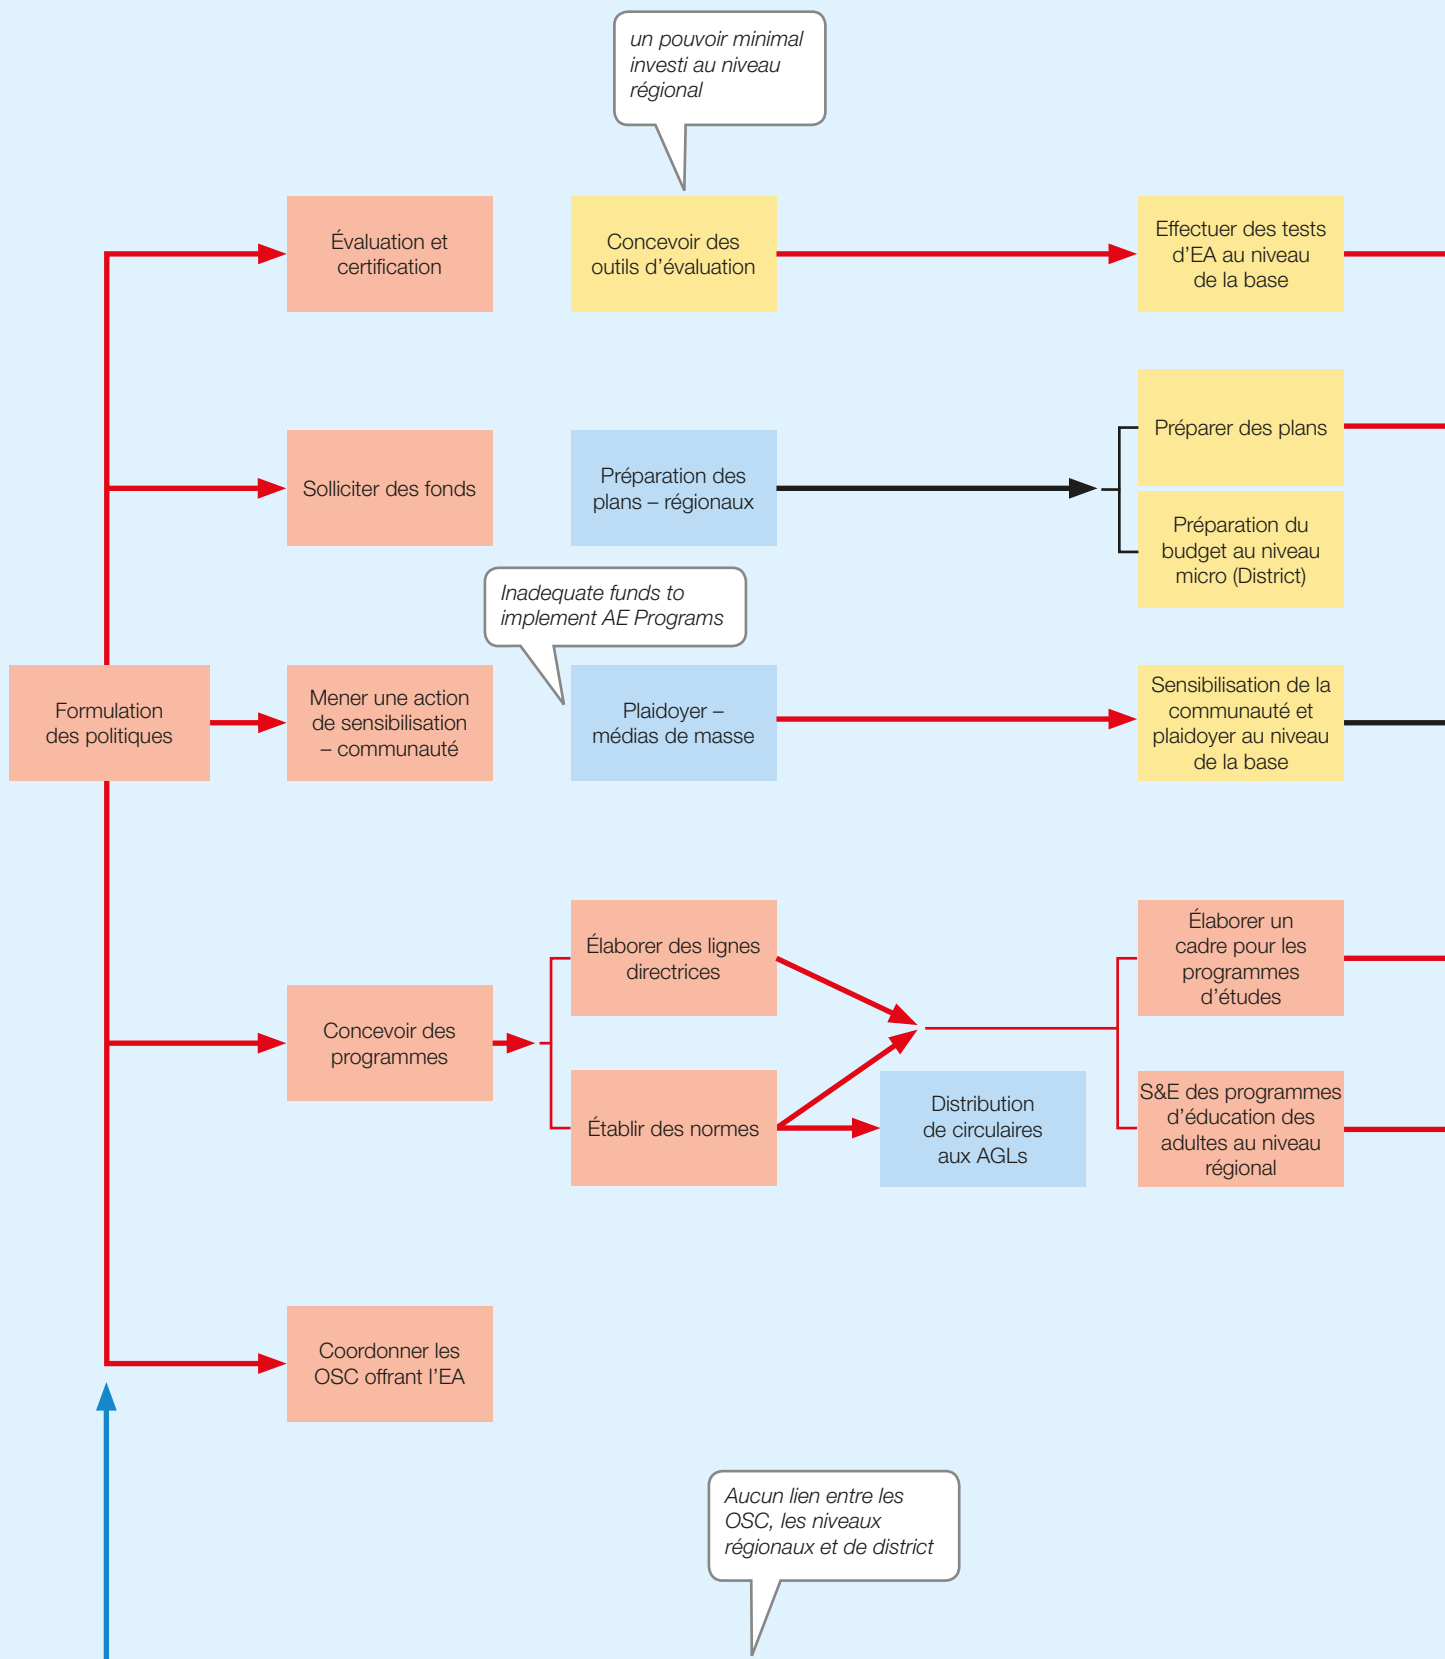 un pouvoir minimal
investi au niveau
régional
Évaluation et
certification
Concevoir des
outils d'évaluation
Effectuer des tests
d'EA au niveau
de la base
Solliciter des fonds
Préparation des
plans – régionaux
Préparer des plans
Préparation du
budget au niveau
micro (District)
Inadequate funds to
implement AE Programs
Formulation
des politiques
Mener une action
de sensibilisation
– communauté
Plaidoyer –
médias de masse
Sensibilisation de la
communauté et
plaidoyer au niveau
de la base
Élaborer des lignes
directrices
Élaborer un
cadre pour les
programmes
d'études
Concevoir des
programmes
Établir des normes
Distribution
de circulaires
aux AGLs
S&E des programmes
d'éducation des
adultes au niveau
régional
Coordonner les
OSC offrant l'EA
Aucun lien entre les
OSC, les niveaux
régionaux et de district